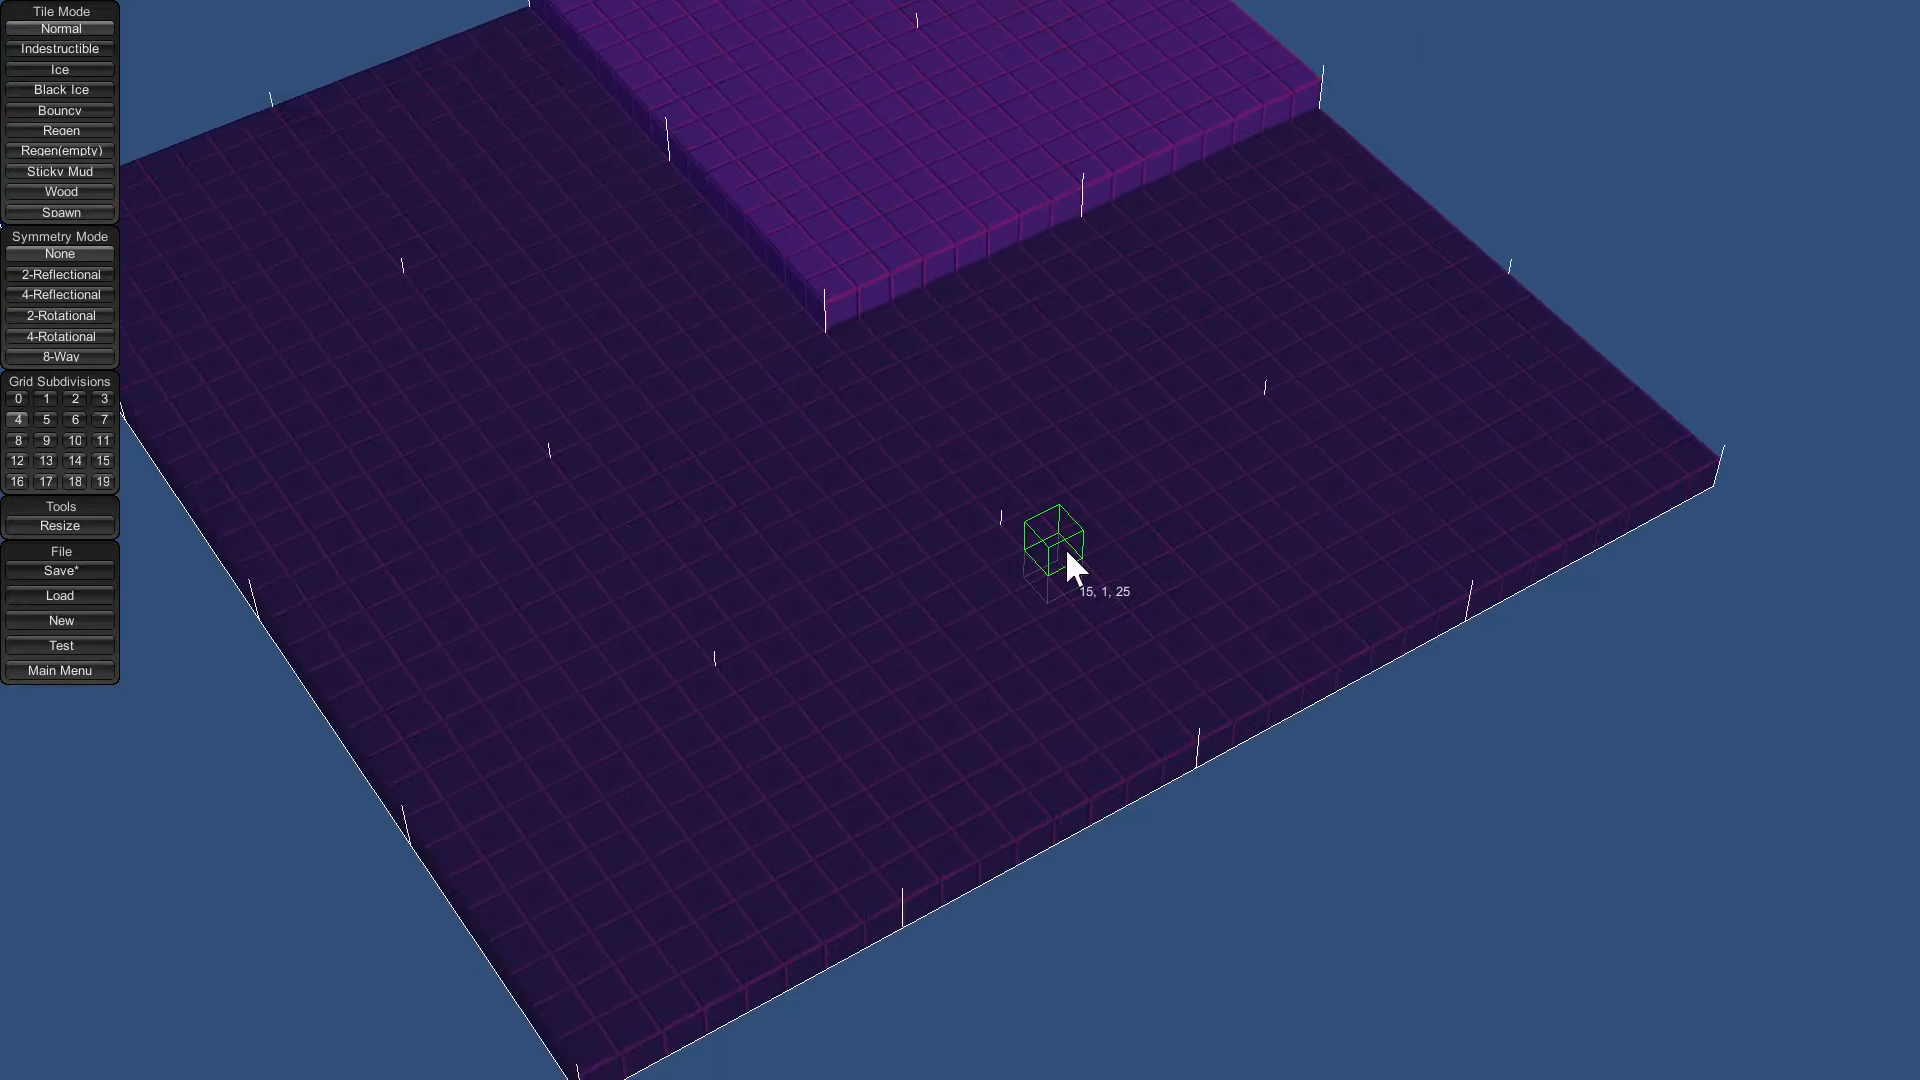 Tile Mode
Normal
Indestructible
Ice
Black Ice
Bouncy
Regen
Regen(empty)
Sticky Mud
Wood
Spawn
Symmetry Mode
None
2-Reflectional
4-Reflectional
2-Rotational
4-Rotational
8-Way
Grid Subdivisions
0 1 2 3
4 5 6 7
8 9 10 11
12 13 14 15
16 17 18 19
Tools
Resize
File
Save*
Load
New
Test
Main Menu
15, 1, 25